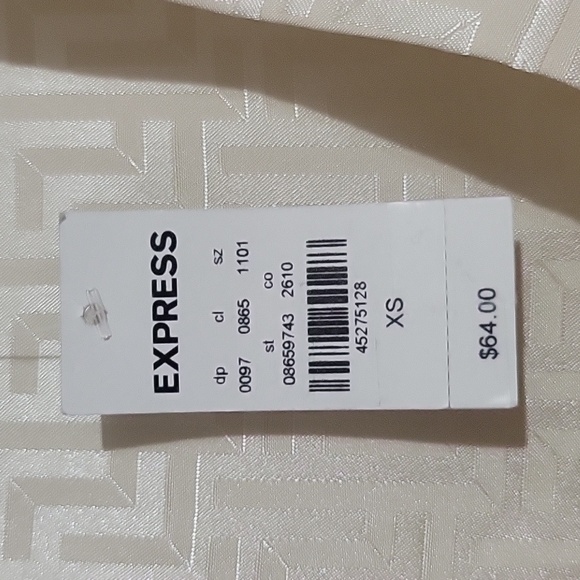 EXPRESS
dp cl sz
0097 0865 1101
st co
08659743 2610
45275128
XS
$64.00